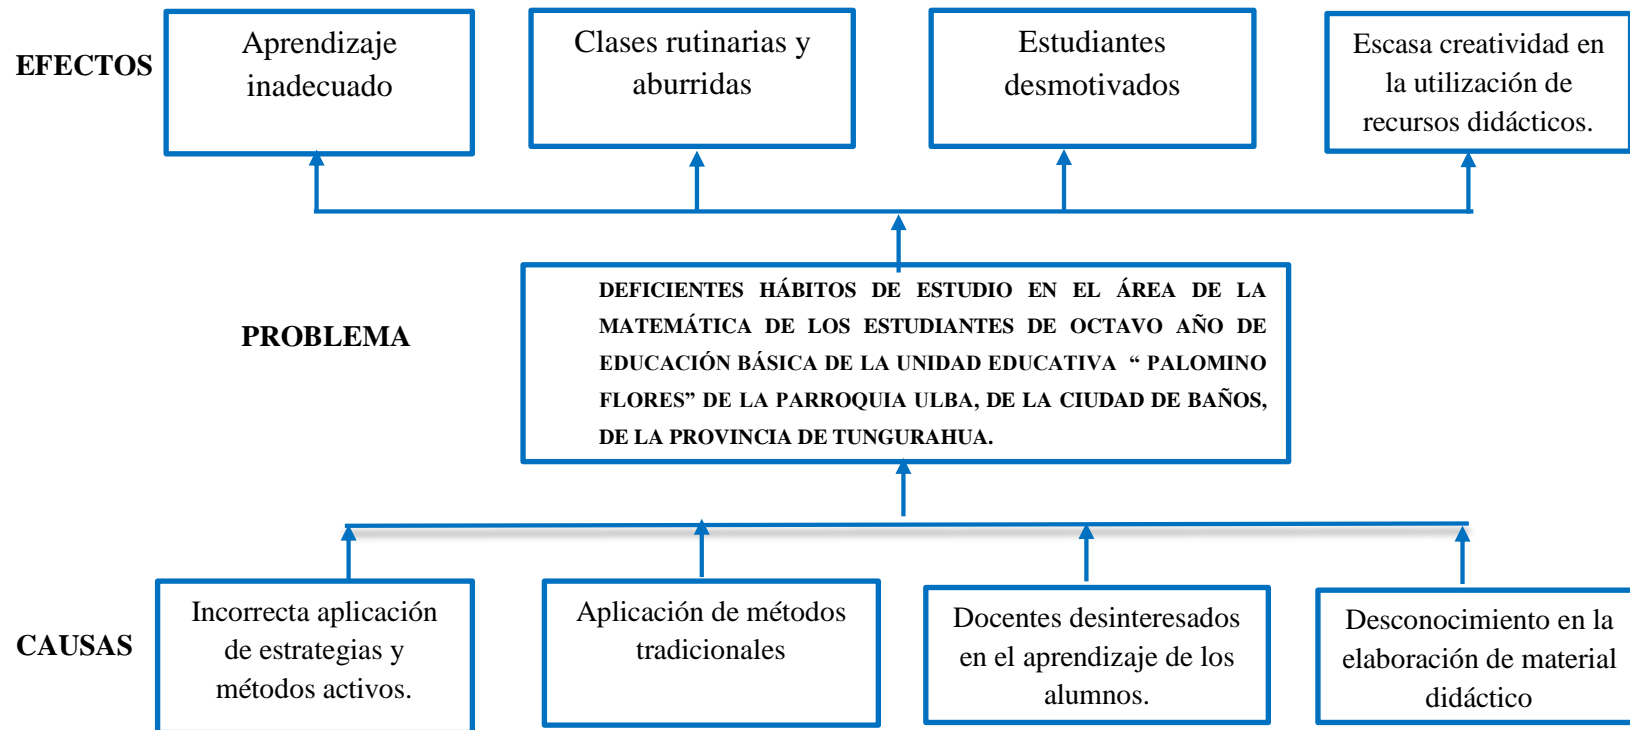 EFECTOS
Aprendizaje
inadecuado
Clases rutinarias y
aburridas
Estudiantes
desmotivados
Escasa creatividad en
la utilización de
recursos didácticos.
PROBLEMA
DEFICIENTES HÁBITOS DE ESTUDIO EN EL ÁREA DE LA
MATEMÁTICA DE LOS ESTUDIANTES DE OCTAVO AÑO DE
EDUCACIÓN BÁSICA DE LA UNIDAD EDUCATIVA “ PALOMINO
FLORES” DE LA PARROQUIA ULBA, DE LA CIUDAD DE BAÑOS,
DE LA PROVINCIA DE TUNGURAHUA.
CAUSAS
Incorrecta aplicación
de estrategias y
métodos activos.
Aplicación de métodos
tradicionales
Docentes desinteresados
en el aprendizaje de los
alumnos.
Desconocimiento en la
elaboración de material
didáctico